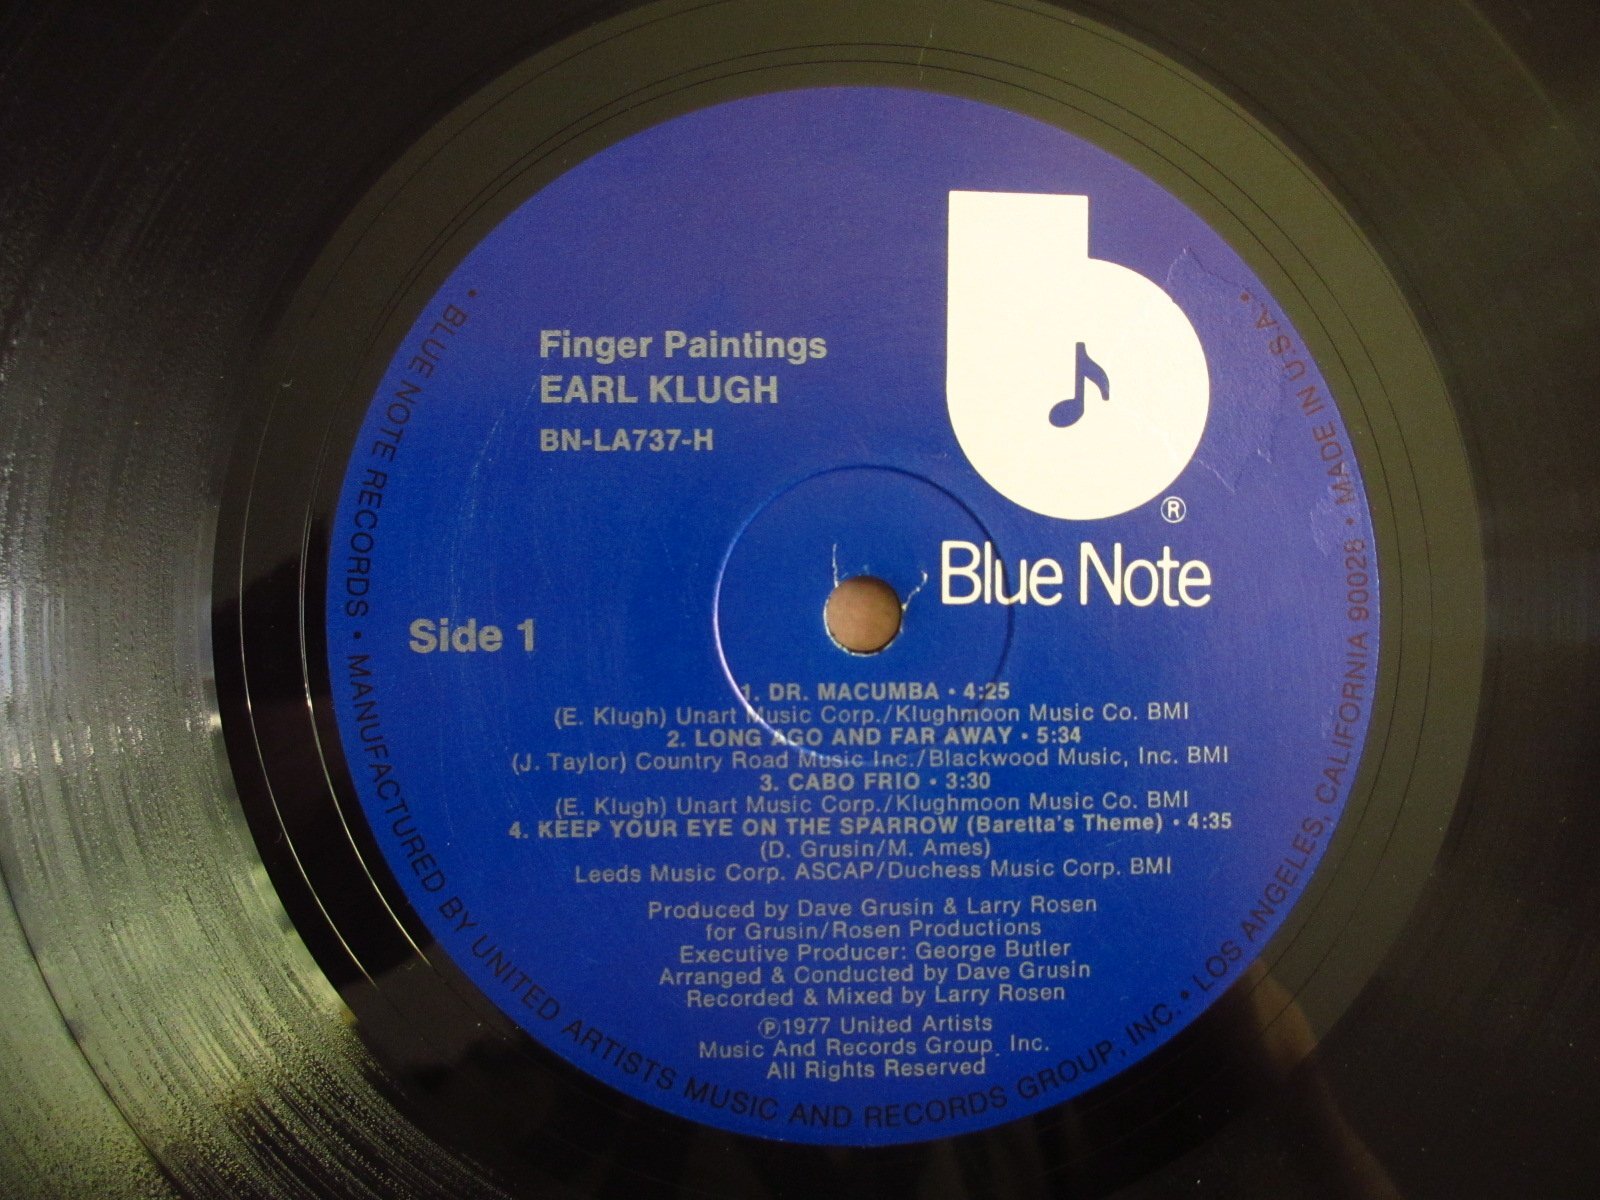 Finger Paintings
EARL KLUGH
BN-LA737-H
®
Blue Note
Side 1
1. DR. MACUMBA • 4:25
(E. Klugh) Unart Music Corp./Klughmoon Music Co. BMI
2. LONG AGO AND FAR AWAY • 5:34
(J. Taylor) Country Road Music Inc./Blackwood Music, Inc. BMI
3. CABO FRIO • 3:30
(E. Klugh) Unart Music Corp./Klughmoon Music Co. BMI
4. KEEP YOUR EYE ON THE SPARROW (Baretta's Theme) • 4:35
(D. Grusin/M. Ames)
Leeds Music Corp. ASCAP/Duchess Music Corp. BMI
Produced by Dave Grusin & Larry Rosen
for Grusin/Rosen Productions
Executive Producer: George Butler
Arranged & Conducted by Dave Grusin
Recorded & Mixed by Larry Rosen
℗1977 United Artists
Music And Records Group, Inc.
All Rights Reserved
• BLUE NOTE RECORDS • MANUFACTURED BY UNITED ARTISTS MUSIC AND RECORDS GROUP, INC. • LOS ANGELES, CALIFORNIA 90028 • MADE IN U.S.A. •